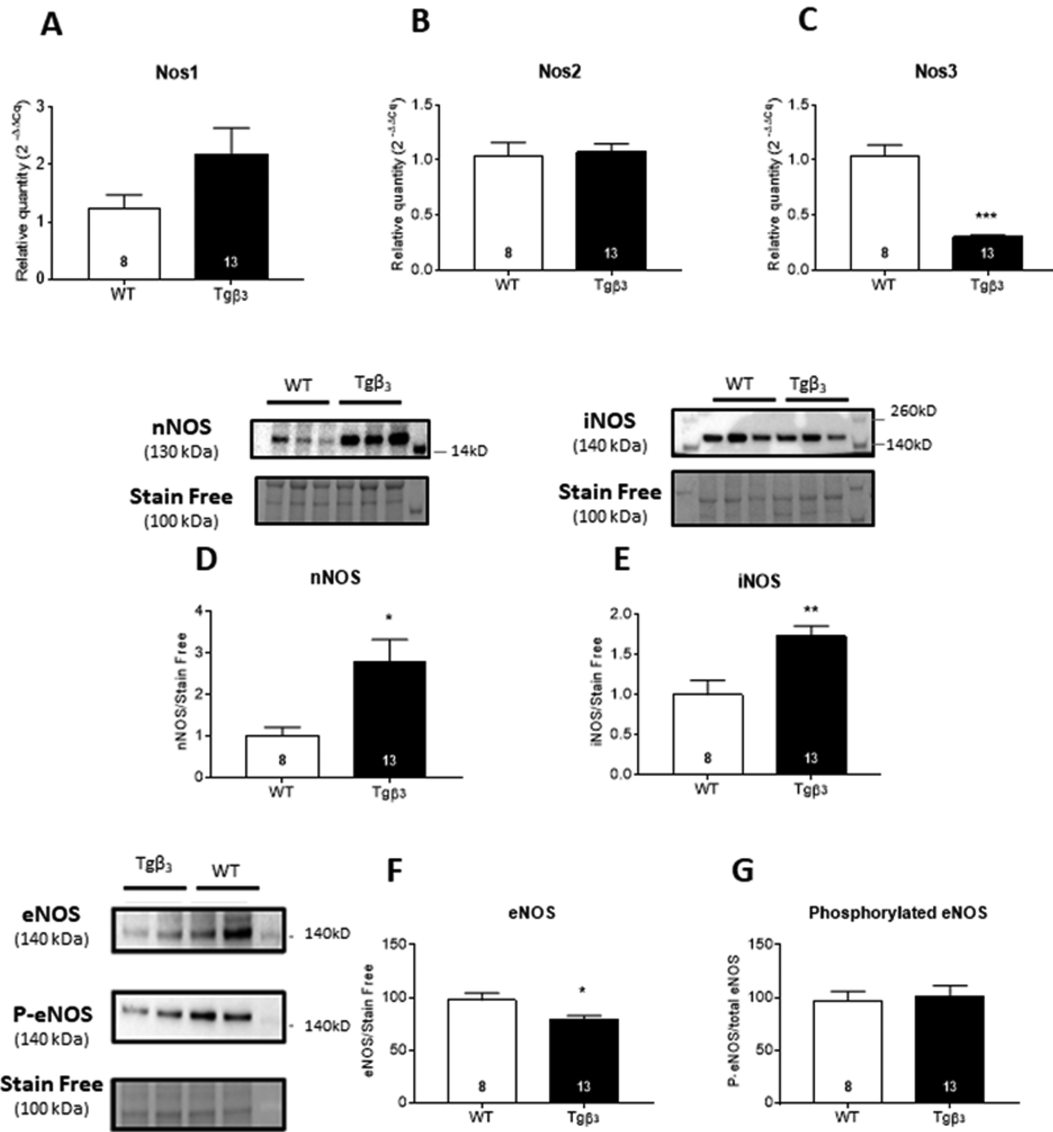 A
B
C
Nos1
Nos2
Nos3
Relative quantity (2 ⁻ΔΔCq)
3
2
1
0
8
13
WT
Tgβ3
Relative quantity (2 ⁻ΔΔCq)
1.5
1.0
0.5
0.0
8
13
WT
Tgβ3
Relative quantity (2 ⁻ΔΔCq)
1.5
1.0
0.5
0.0
8
***
13
WT
Tgβ3
WT
Tgβ₃
nNOS
(130 kDa)
14kD
Stain Free
(100 kDa)
WT
Tgβ₃
iNOS
(140 kDa)
260kD
140kD
Stain Free
(100 kDa)
D
nNOS
nNOS/Stain Free
4
3
2
1
0
8
*
13
WT
Tgβ3
E
iNOS
iNOS/Stain Free
2.0
1.5
1.0
0.5
0.0
8
**
13
WT
Tgβ3
Tgβ₃
WT
eNOS
(140 kDa)
140kD
P-eNOS
(140 kDa)
140kD
Stain Free
(100 kDa)
F
eNOS
eNOS/Stain Free
150
100
50
0
8
*
13
WT
Tgβ3
G
Phosphorylated eNOS
P-eNOS/total eNOS
150
100
50
0
8
13
WT
Tgβ3